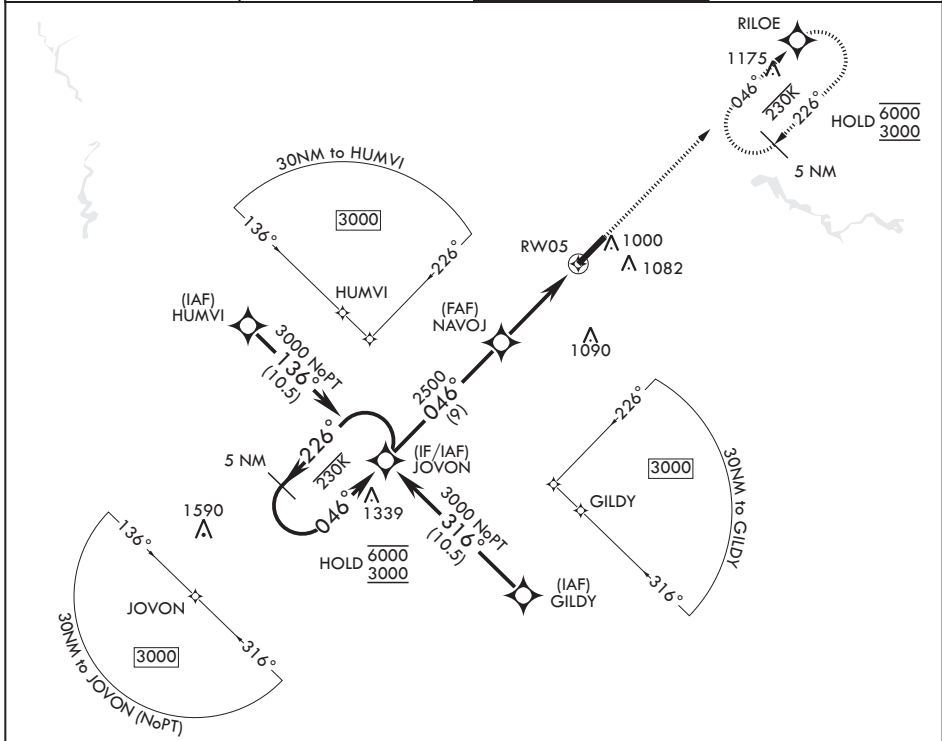 RILOE
1175
046°
230K
226°
HOLD 6000
3000
5 NM
30NM to HUMVI
3000
136°
226°
HUMVI
RW05
1000
1082
(IAF)
HUMVI
3000 NoPT
136°
(10.5)
(FAF)
NAVOJ
1090
2500
046°
(9)
226°
5 NM
230K
046°
(IF/IAF)
JOVON
1339
HOLD 6000
3000
3000 NoPT
316°
(10.5)
(IAF)
GILDY
226°
3000
30NM to GILDY
GILDY
316°
1590
136°
JOVON
316°
3000
30NM to JOVON (NoPT)